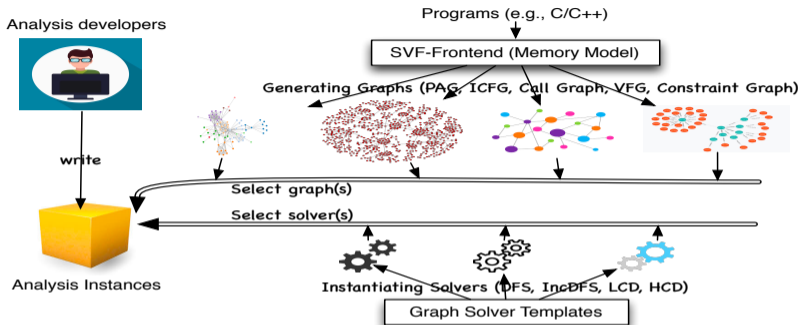 Programs (e.g., C/C++)
Analysis developers
SVF-Frontend (Memory Model)
Generating Graphs (PAG, ICFG, Call Graph, VFG, Constraint Graph)
write
Select graph(s)
Select solver(s)
Analysis Instances
Instantiating Solvers (DFS, IncDFS, LCD, HCD)
Graph Solver Templates